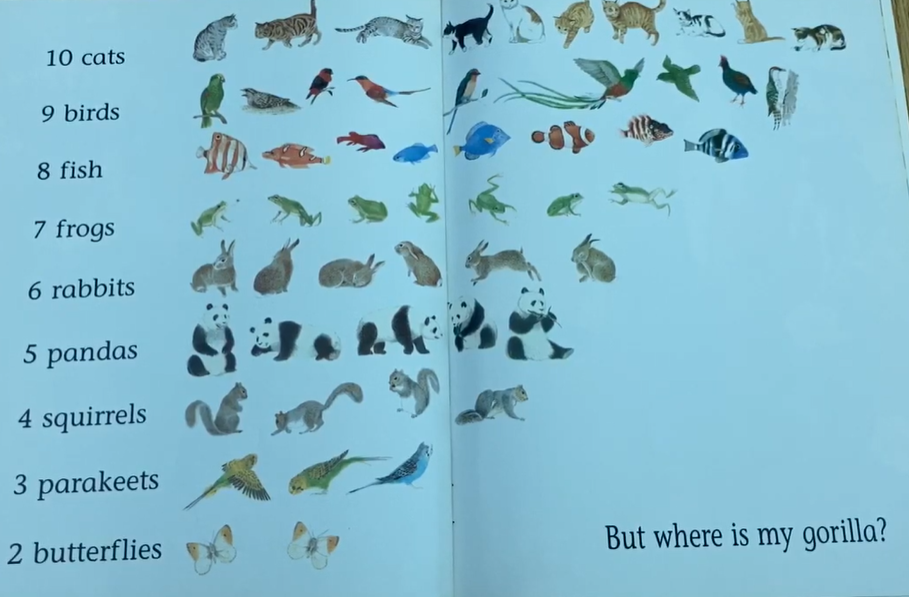 10 cats
9 birds
8 fish
7 frogs
6 rabbits
5 pandas
4 squirrels
3 parakeets
2 butterflies
But where is my gorilla?